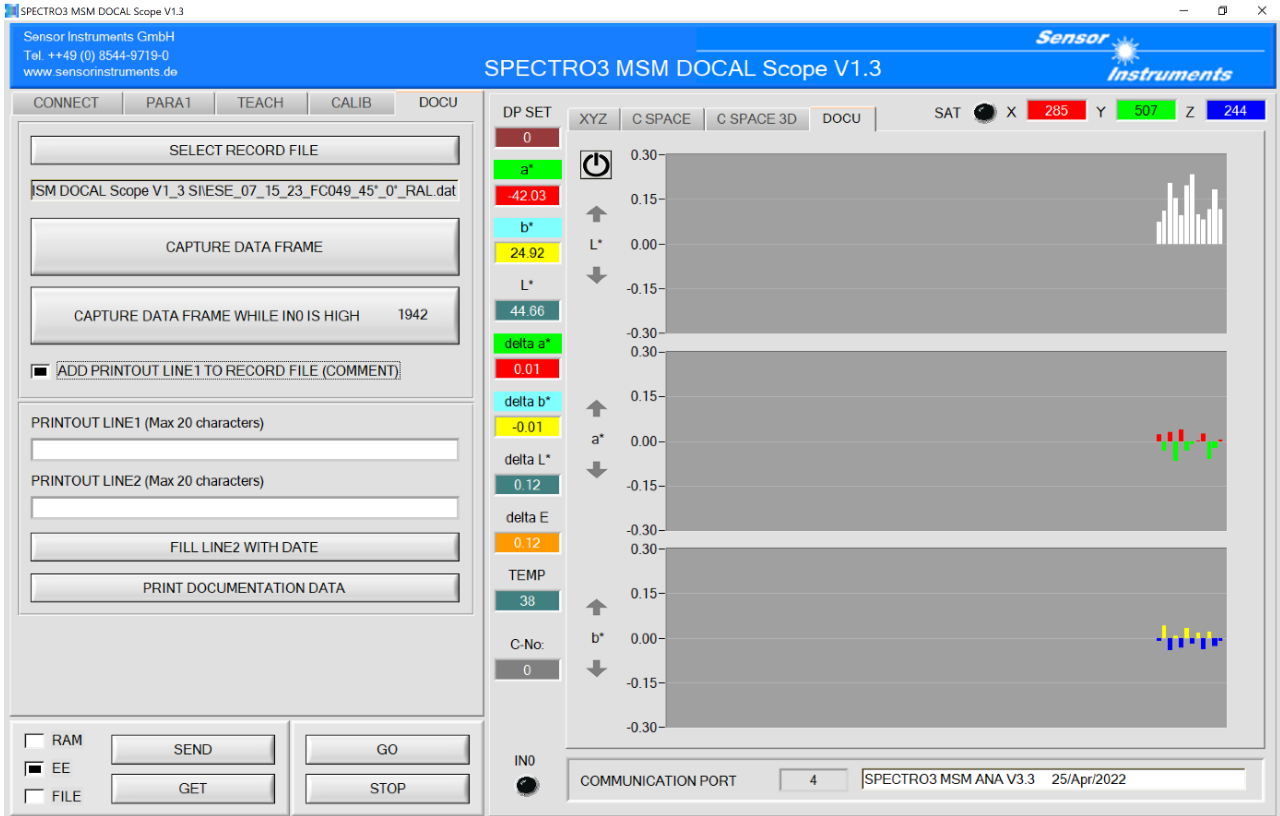 SPECTRO3 MSM DOCAL Scope V1.3
Sensor Instruments GmbH
Tel. ++49 (0) 8544-9719-0
www.sensorinstruments.de
SPECTRO3 MSM DOCAL Scope V1.3
Sensor
Instruments
CONNECT PARA1 TEACH CALIB DOCU
SELECT RECORD FILE
ISM DOCAL Scope V1_3 SI\ESE_07_15_23_FC049_45°_0°_RAL.dat
CAPTURE DATA FRAME
CAPTURE DATA FRAME WHILE IN0 IS HIGH 1942
ADD PRINTOUT LINE1 TO RECORD FILE (COMMENT)
PRINTOUT LINE1 (Max 20 characters)
PRINTOUT LINE2 (Max 20 characters)
FILL LINE2 WITH DATE
PRINT DOCUMENTATION DATA
RAM
EE
FILE
SEND
GET
GO
STOP
DP SET
0
a*
-42.03
b*
24.92
L*
44.66
delta a*
0.01
delta b*
-0.01
delta L*
0.12
delta E
0.12
TEMP
38
C-No:
0
IN0
XYZ C SPACE C SPACE 3D DOCU
SAT X 285 Y 507 Z 244
0.30
0.15
L* 0.00
-0.15
-0.30
0.30
0.15
a* 0.00
-0.15
-0.30
0.30
0.15
b* 0.00
-0.15
-0.30
COMMUNICATION PORT 4 SPECTRO3 MSM ANA V3.3 25/Apr/2022